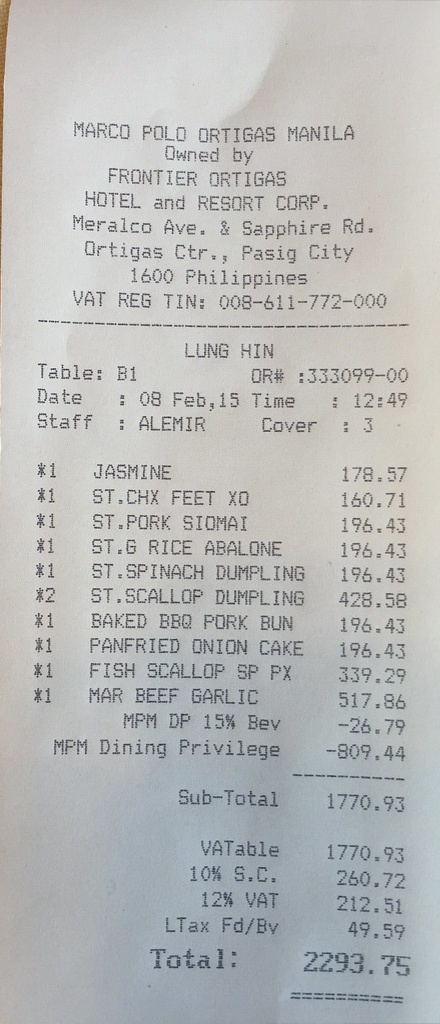 MARCO POLO ORTIGAS MANILA
Owned by
FRONTIER ORTIGAS
HOTEL and RESORT CORP.
Meralco Ave. & Sapphire Rd.
Ortigas Ctr., Pasig City
1600 Philippines
VAT REG TIN: 008-611-772-000
LUNG HIN
Table: B1 OR# :333099-00
Date : 08 Feb,15 Time : 12:49
Staff : ALEMIR Cover : 3
*1 JASMINE 178.57
*1 ST.CHX FEET XO 160.71
*1 ST.PORK SIOMAI 196.43
*1 ST.G RICE ABALONE 196.43
*1 ST.SPINACH DUMPLING 196.43
*2 ST.SCALLOP DUMPLING 428.58
*1 BAKED BBQ PORK BUN 196.43
*1 PANFRIED ONION CAKE 196.43
*1 FISH SCALLOP SP PX 339.29
*1 MAR BEEF GARLIC 517.86
MPM DP 15% Bev -26.79
MPM Dining Privilege -809.44
Sub-Total 1770.93
VATable 1770.93
10% S.C. 260.72
12% VAT 212.51
LTax Fd/Bv 49.59
Total: 2293.75